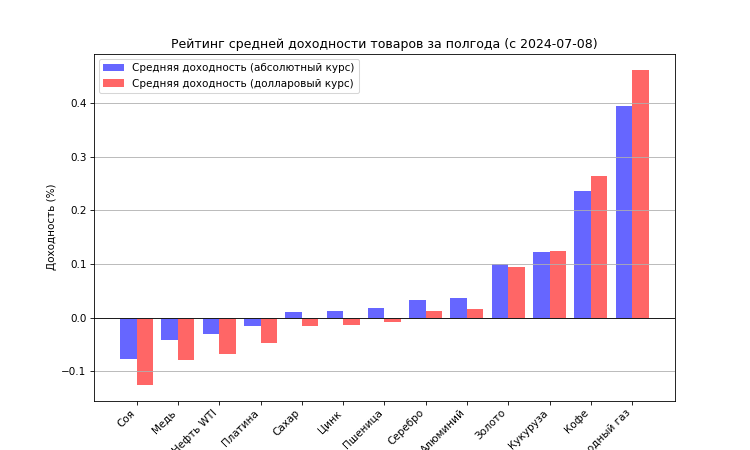 Рейтинг средней доходности товаров за полгода (с 2024-07-08)
Средняя доходность (абсолютный курс)
Средняя доходность (долларовый курс)
Доходность (%)
0.4
0.3
0.2
0.1
0.0
−0.1
Соя
Медь
Нефть WTI
Платина
Сахар
Цинк
Пшеница
Серебро
Алюминий
Золото
Кукуруза
Кофе
газ